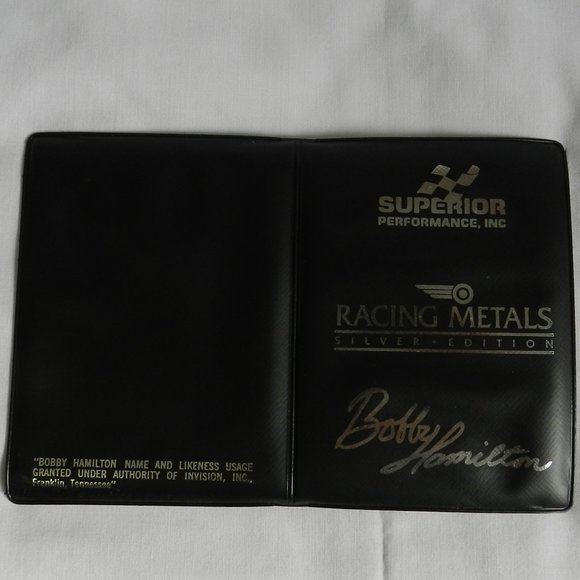 SUPERIOR
PERFORMANCE, INC
RACING METALS
SILVER • EDITION
Bobby
Hamilton
"BOBBY HAMILTON NAME AND LIKENESS USAGE
GRANTED UNDER AUTHORITY OF INVISION, INC.,
Franklin, Tennessee"